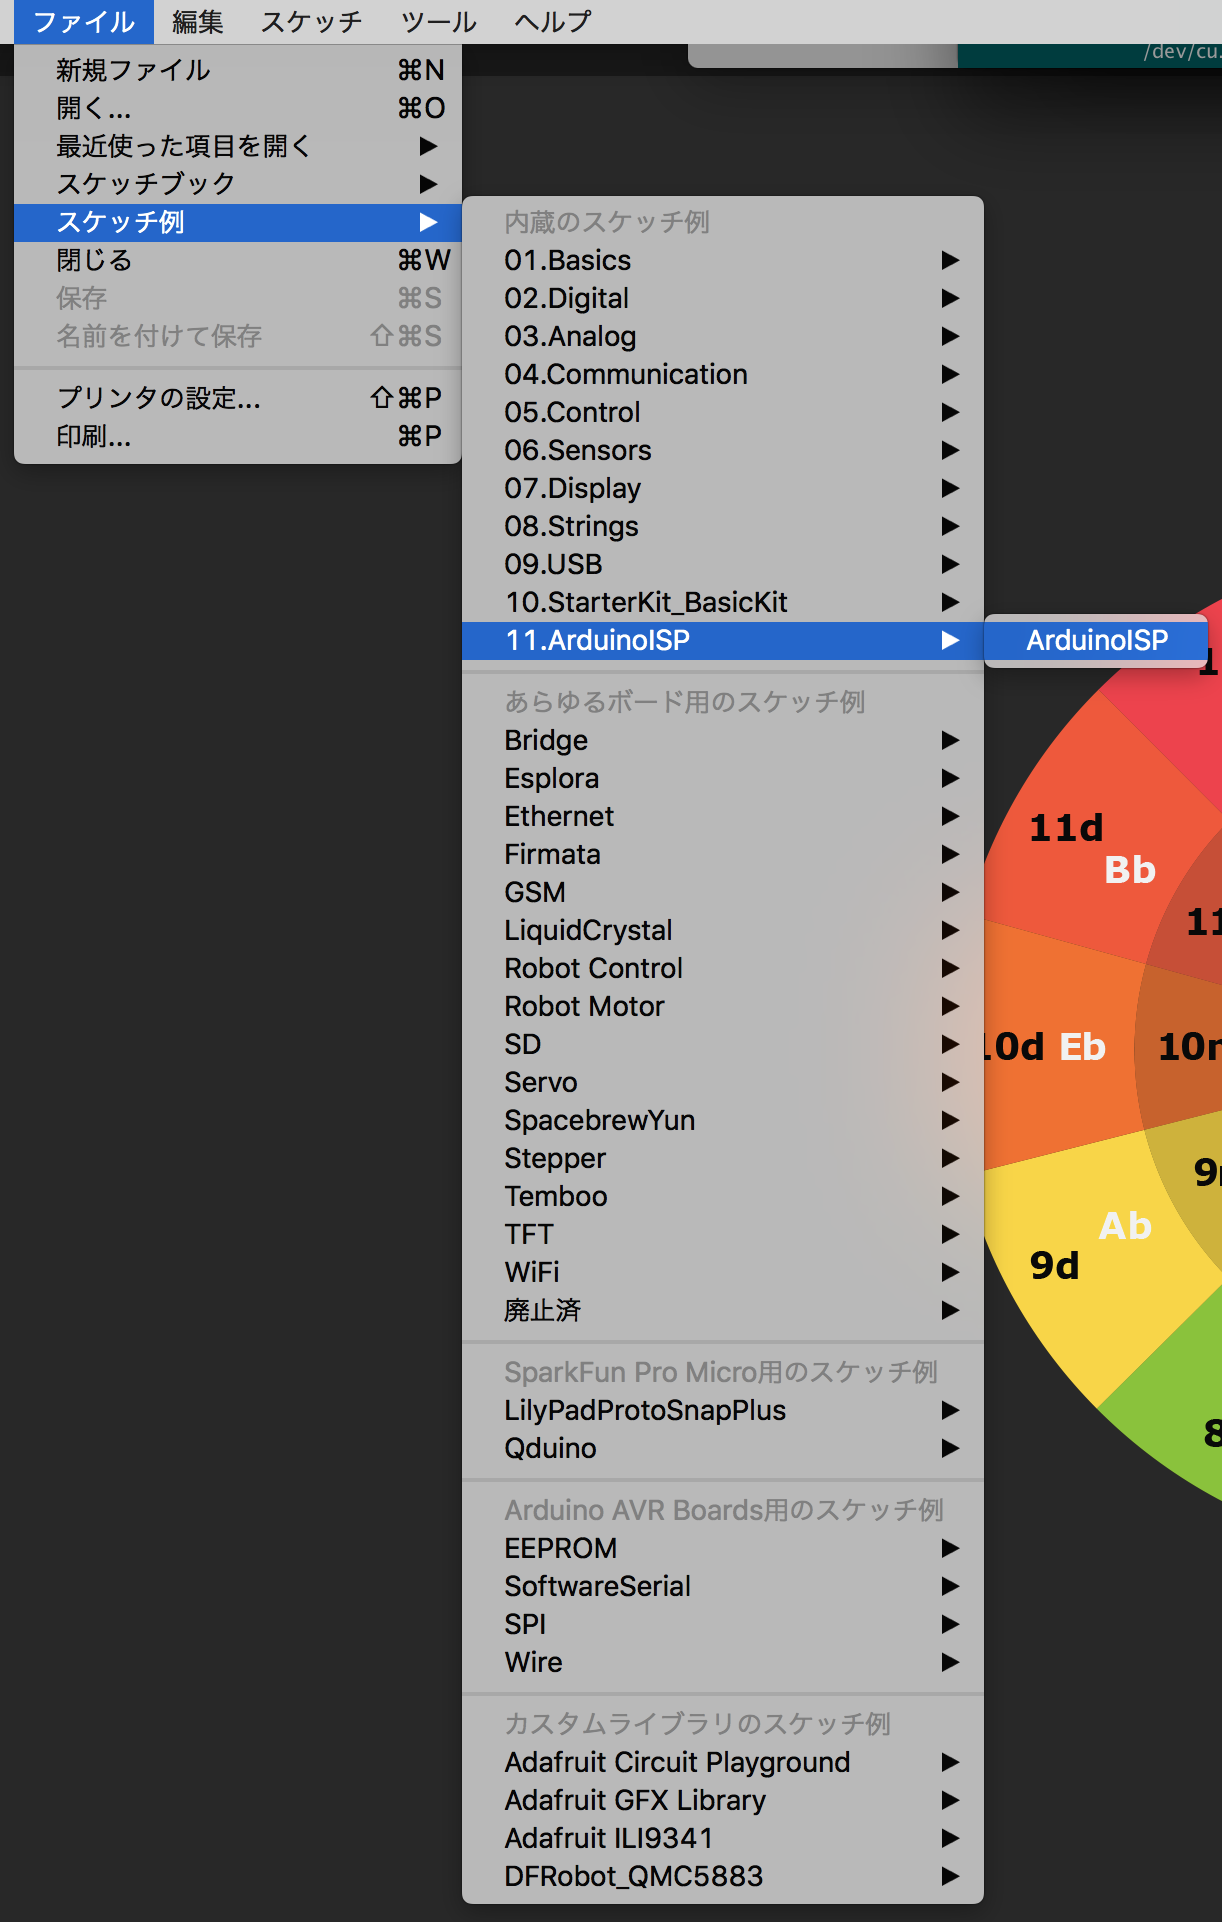 ファイル 編集 スケッチ ツール ヘルプ
/dev/cu.
新規ファイル ⌘N
開く... ⌘O
最近使った項目を開く ▶
スケッチブック ▶
スケッチ例 ▶
閉じる ⌘W
保存 ⌘S
名前を付けて保存 ⇧⌘S
プリンタの設定... ⇧⌘P
印刷... ⌘P
内蔵のスケッチ例
01.Basics ▶
02.Digital ▶
03.Analog ▶
04.Communication ▶
05.Control ▶
06.Sensors ▶
07.Display ▶
08.Strings ▶
09.USB ▶
10.StarterKit_BasicKit ▶
11.ArduinoISP ▶
ArduinoISP
あらゆるボード用のスケッチ例
Bridge ▶
Esplora ▶
Ethernet ▶
Firmata ▶
GSM ▶
LiquidCrystal ▶
Robot Control ▶
Robot Motor ▶
SD ▶
Servo ▶
SpacebrewYun ▶
Stepper ▶
Temboo ▶
TFT ▶
WiFi ▶
廃止済 ▶
SparkFun Pro Micro用のスケッチ例
LilyPadProtoSnapPlus ▶
Qduino ▶
Arduino AVR Boards用のスケッチ例
EEPROM ▶
SoftwareSerial ▶
SPI ▶
Wire ▶
カスタムライブラリのスケッチ例
Adafruit Circuit Playground ▶
Adafruit GFX Library ▶
Adafruit ILI9341 ▶
DFRobot_QMC5883 ▶
11d
Bb
11
10d Eb
Ab
9d
8